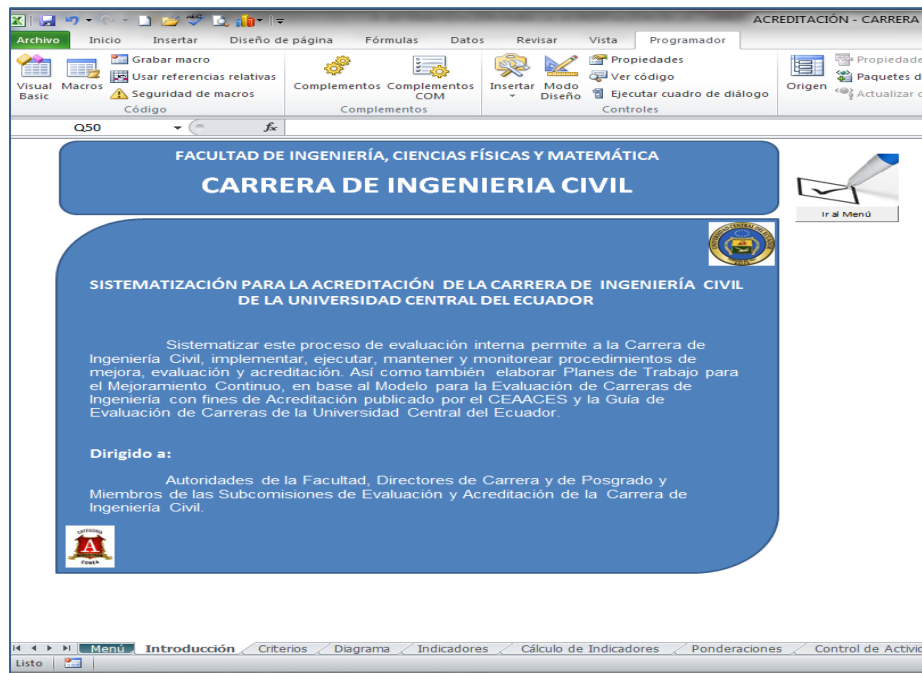 ACREDITACIÓN - CARRERA
Archivo Inicio Insertar Diseño de página Fórmulas Datos Revisar Vista Programador
Visual Basic
Macros
Grabar macro
Usar referencias relativas
Seguridad de macros
Código
Complementos
Complementos COM
Complementos
Insertar
Modo Diseño
Propiedades
Ver código
Ejecutar cuadro de diálogo
Controles
Origen
Propiedade
Paquetes d
Actualizar
Q50
fx
FACULTAD DE INGENIERÍA, CIENCIAS FÍSICAS Y MATEMÁTICA
CARRERA DE INGENIERIA CIVIL
Ir al Menú
SISTEMATIZACIÓN PARA LA ACREDITACIÓN DE LA CARRERA DE INGENIERÍA CIVIL
DE LA UNIVERSIDAD CENTRAL DEL ECUADOR
Sistematizar este proceso de evaluación interna permite a la Carrera de
Ingeniería Civil, implementar, ejecutar, mantener y monitorear procedimientos de
mejora, evaluación y acreditación. Así como también elaborar Planes de Trabajo para
el Mejoramiento Continuo, en base al Modelo para la Evaluación de Carreras de
Ingeniería con fines de Acreditación publicado por el CEAACES y la Guía de
Evaluación de Carreras de la Universidad Central del Ecuador.
Dirigido a:
Autoridades de la Facultad, Directores de Carrera y de Posgrado y
Miembros de las Subcomisiones de Evaluación y Acreditación de la Carrera de
Ingeniería Civil.
CATEGORIA
A
CONEA
Menú Introducción Criterios Diagrama Indicadores Cálculo de Indicadores Ponderaciones Control de Activid
Listo